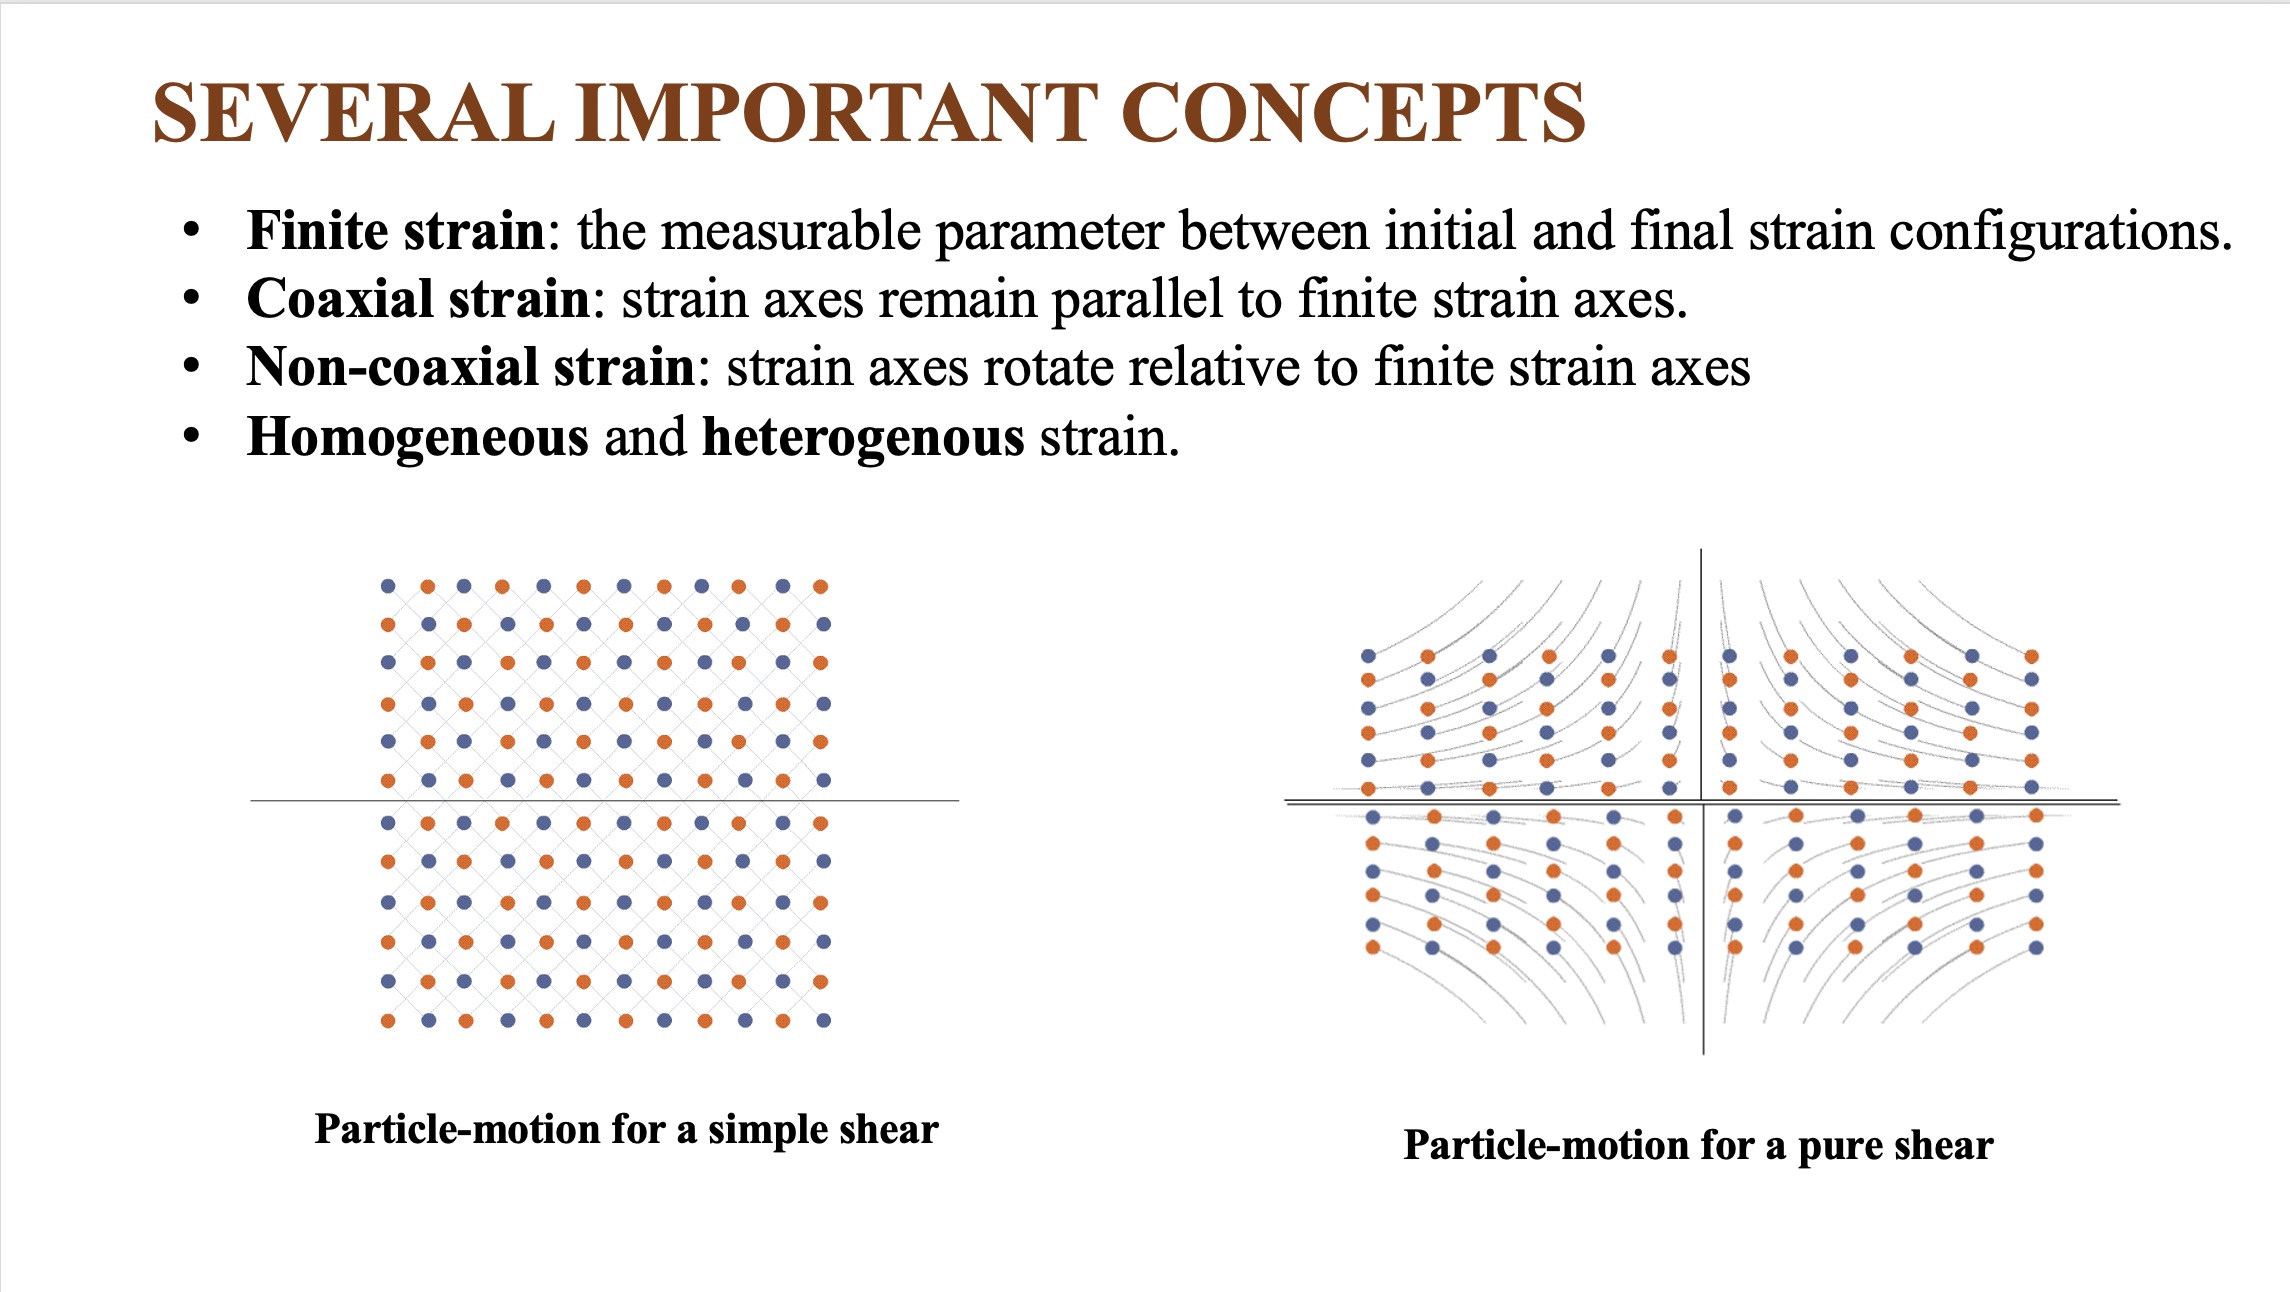 SEVERAL IMPORTANT CONCEPTS
• Finite strain: the measurable parameter between initial and final strain configurations.
• Coaxial strain: strain axes remain parallel to finite strain axes.
• Non-coaxial strain: strain axes rotate relative to finite strain axes
• Homogeneous and heterogenous strain.
Particle-motion for a simple shear
Particle-motion for a pure shear